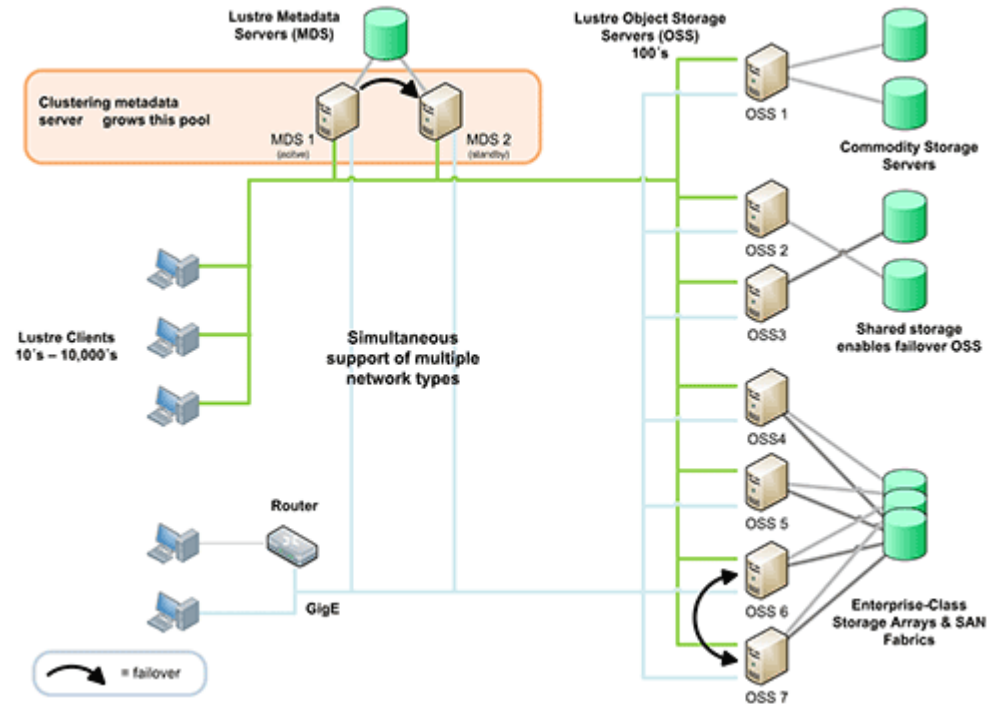 Lustre Metadata
Servers (MDS)
Lustre Object Storage
Servers (OSS)
100´s
Clustering metadata
server grows this pool
MDS 1
(acitve)
MDS 2
(standby)
OSS 1
Commodity Storage
Servers
OSS 2
OSS3
Shared storage
enables failover OSS
Lustre Clients
10´s – 10,000´s
Simultaneous
support of multiple
network types
OSS4
OSS 5
Router
GigE
OSS 6
Enterprise-Class
Storage Arrays & SAN
Fabrics
OSS 7
= failover